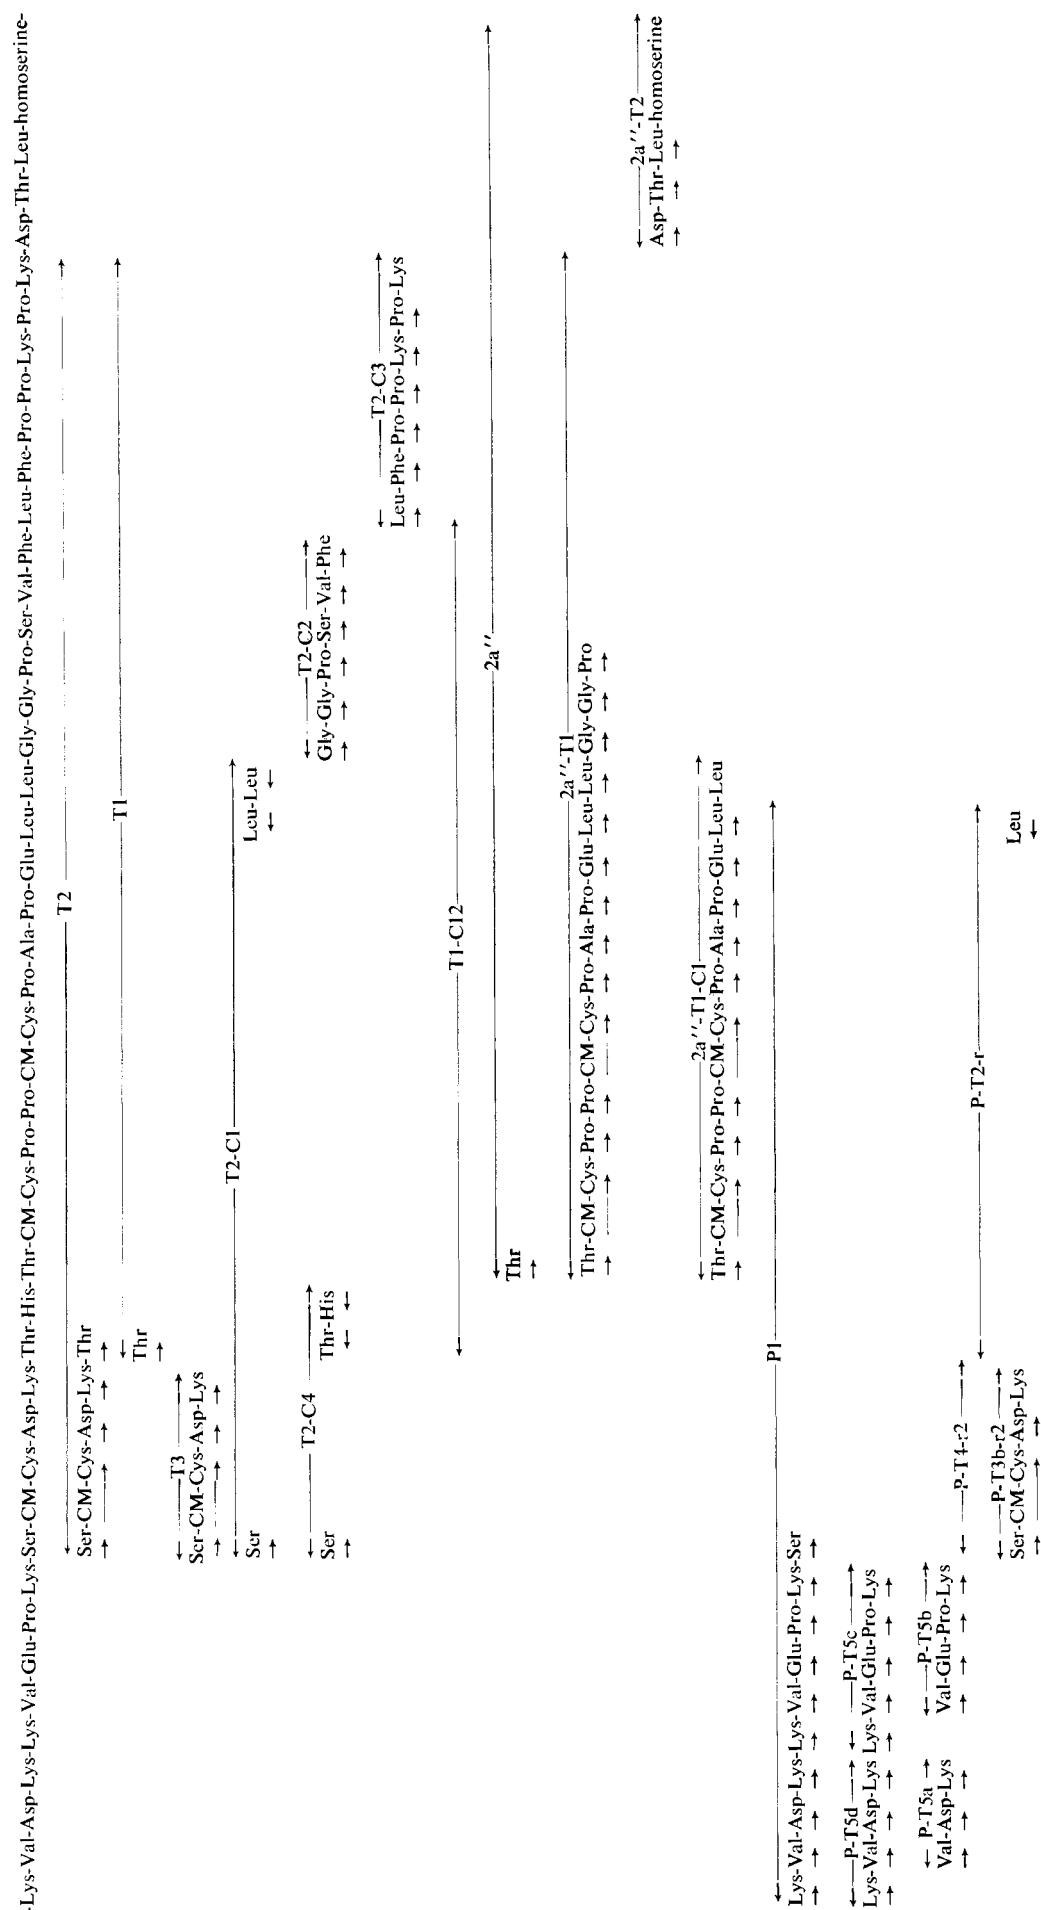 -Lys-Val-Asp-Lys-Lys-Val-Glu-Pro-Lys-Ser-CM-Cys-Asp-Lys-Thr-His-Thr-CM-Cys-Pro-Pro-CM-Cys-Pro-Ala-Pro-Glu-Leu-Leu-Gly-Gly-Pro-Ser-Val-Phe-Leu-Phe-Pro-Pro-Lys-Pro-Lys-Asp-Thr-Leu-homoserine-
T2
Ser-CM-Cys-Asp-Lys-Thr
T1
Thr
T3
Ser-CM-Cys-Asp-Lys
T2-C1
Ser
Leu-Leu
T2-C4
T2-C2
Ser
Thr-His
Gly-Gly-Pro-Ser-Val-Phe
T2-C3
Leu-Phe-Pro-Pro-Lys-Pro-Lys
T1-C12
2a′′
Thr
2a′′-T1
Thr-CM-Cys-Pro-Pro-CM-Cys-Pro-Ala-Pro-Glu-Leu-Leu-Gly-Gly-Pro
2a′′-T2
Asp-Thr-Leu-homoserine
2a′′-T1-C1
Thr-CM-Cys-Pro-Pro-CM-Cys-Pro-Ala-Pro-Glu-Leu-Leu
P1
Lys-Val-Asp-Lys-Lys-Val-Glu-Pro-Lys-Ser
P-T5d
P-T5c
Lys-Val-Asp-Lys Lys-Val-Glu-Pro-Lys
P-T5a
P-T5b
Val-Asp-Lys
Val-Glu-Pro-Lys
P-T4-r2
P-T2-r
P-T3b-r2
Ser-CM-Cys-Asp-Lys
Leu